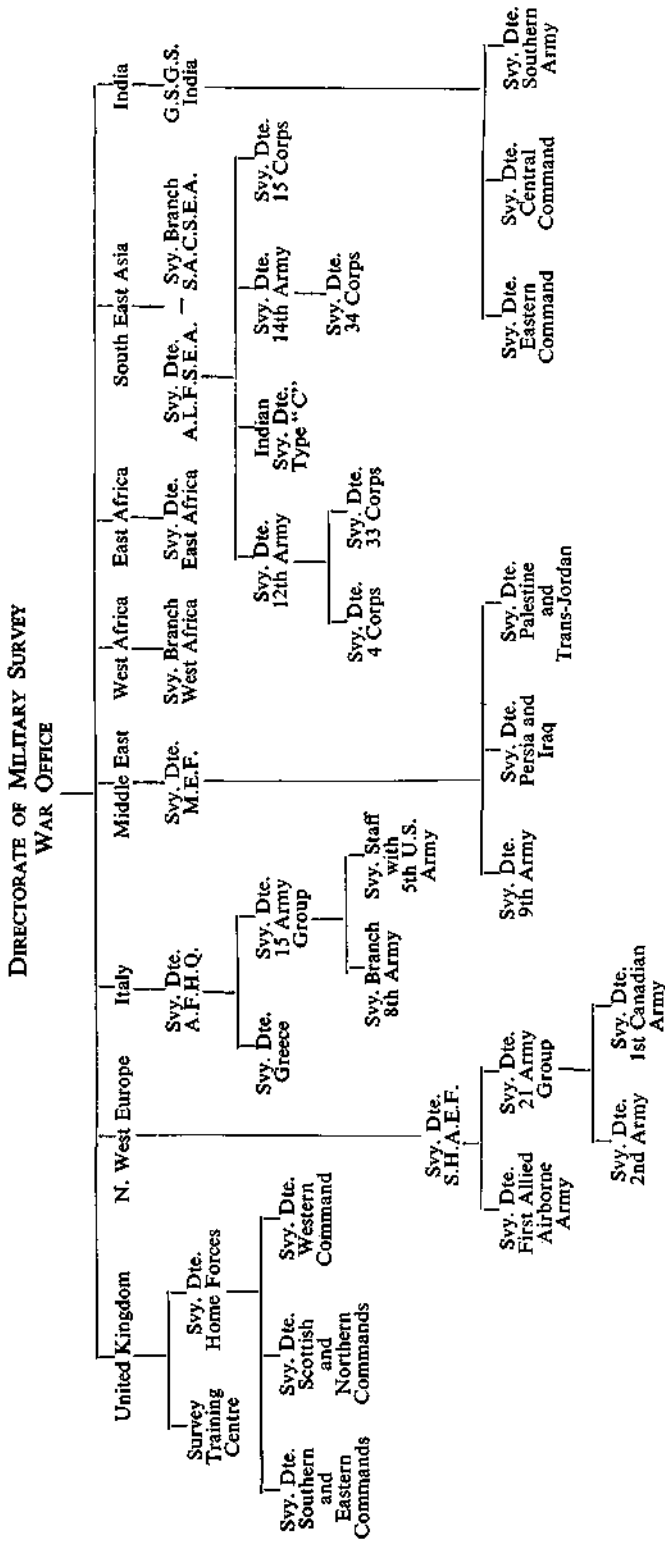 DIRECTORATE OF MILITARY SURVEY
WAR OFFICE
United Kingdom
N. West Europe
Italy
Middle East
West Africa
East Africa
South East Asia
India
Survey
Training
Centre
Svy. Dte.
Home Forces
Svy. Dte.
Southern
and
Eastern
Commands
Svy. Dte.
Scottish
and
Northern
Commands
Svy. Dte.
Western
Command
Svy. Dte.
S.H.A.E.F.
Svy. Dte.
First Allied
Airborne
Army
Svy. Dte.
21 Army
Group
Svy. Dte.
2nd Army
Svy. Dte.
1st Canadian
Army
Svy. Dte.
A.F.H.Q.
Svy. Dte.
Greece
Svy. Dte.
15 Army
Group
Svy. Branch
8th Army
Svy. Staff
with
5th U.S.
Army
Svy. Dte.
M.E.F.
Svy. Dte.
9th Army
Svy. Dte.
Persia and
Iraq
Svy. Dte.
Palestine
and
Trans-Jordan
Svy. Branch
West Africa
Svy. Dte.
East Africa
Svy. Dte.
A.L.F.S.E.A.
–
Svy. Branch
S.A.C.S.E.A.
Svy. Dte.
12th Army
Indian
Svy. Dte.
Type "C"
Svy. Dte.
14th Army
Svy. Dte.
15 Corps
Svy. Dte.
4 Corps
Svy. Dte.
33 Corps
Svy. Dte.
34 Corps
G.S.G.S.
India
Svy. Dte.
Eastern
Command
Svy. Dte.
Central
Command
Svy. Dte.
Southern
Army